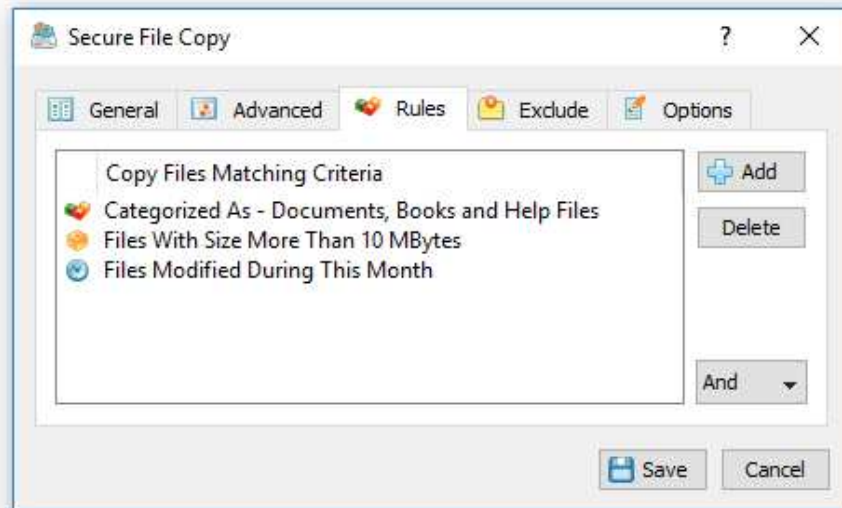 Secure File Copy ?
General Advanced Rules Exclude Options
Copy Files Matching Criteria
Add
Categorized As - Documents, Books and Help Files
Delete
Files With Size More Than 10 MBytes
Files Modified During This Month
And
Save Cancel